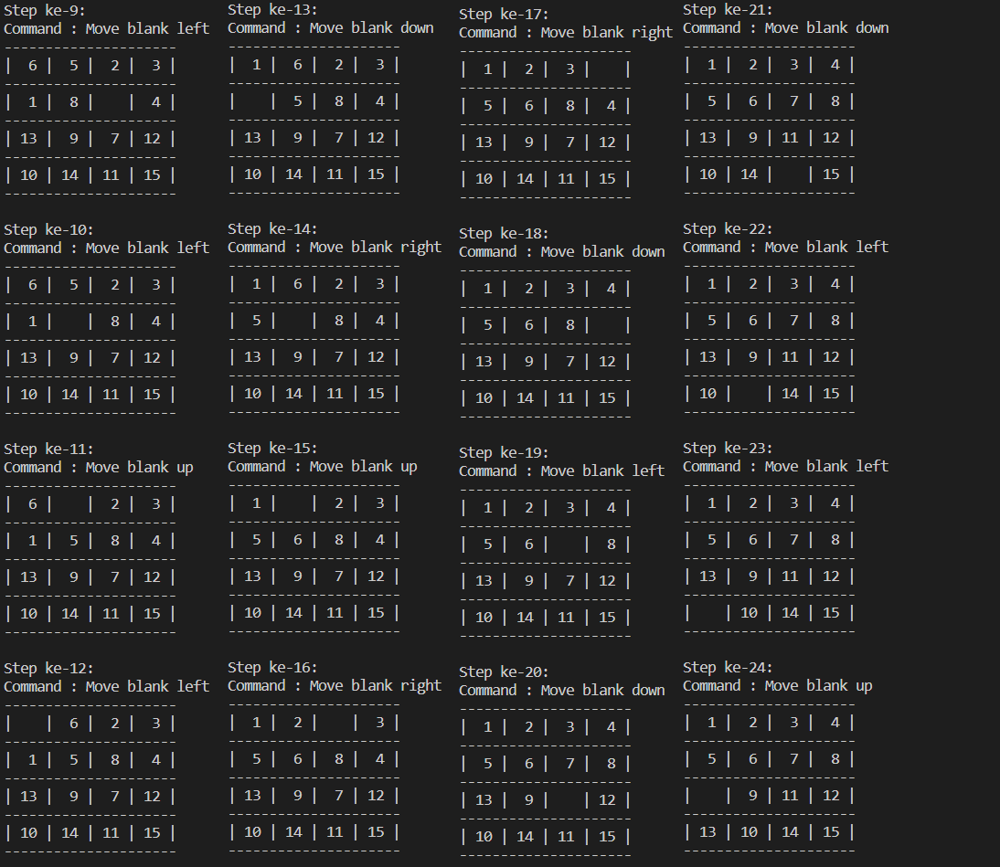 Step ke-9:
Command : Move blank left
---------------------
|  6 |  5 |  2 |  3 |
---------------------
|  1 |  8 |    |  4 |
---------------------
| 13 |  9 |  7 | 12 |
---------------------
| 10 | 14 | 11 | 15 |
---------------------
Step ke-10:
Command : Move blank left
---------------------
|  6 |  5 |  2 |  3 |
---------------------
|  1 |    |  8 |  4 |
---------------------
| 13 |  9 |  7 | 12 |
---------------------
| 10 | 14 | 11 | 15 |
---------------------
Step ke-11:
Command : Move blank up
---------------------
|  6 |    |  2 |  3 |
---------------------
|  1 |  5 |  8 |  4 |
---------------------
| 13 |  9 |  7 | 12 |
---------------------
| 10 | 14 | 11 | 15 |
---------------------
Step ke-12:
Command : Move blank left
---------------------
|    |  6 |  2 |  3 |
---------------------
|  1 |  5 |  8 |  4 |
---------------------
| 13 |  9 |  7 | 12 |
---------------------
| 10 | 14 | 11 | 15 |
---------------------
Step ke-13:
Command : Move blank down
---------------------
|  1 |  6 |  2 |  3 |
---------------------
|    |  5 |  8 |  4 |
---------------------
| 13 |  9 |  7 | 12 |
---------------------
| 10 | 14 | 11 | 15 |
---------------------
Step ke-14:
Command : Move blank right
---------------------
|  1 |  6 |  2 |  3 |
---------------------
|  5 |    |  8 |  4 |
---------------------
| 13 |  9 |  7 | 12 |
---------------------
| 10 | 14 | 11 | 15 |
---------------------
Step ke-15:
Command : Move blank up
---------------------
|  1 |    |  2 |  3 |
---------------------
|  5 |  6 |  8 |  4 |
---------------------
| 13 |  9 |  7 | 12 |
---------------------
| 10 | 14 | 11 | 15 |
---------------------
Step ke-16:
Command : Move blank right
---------------------
|  1 |  2 |    |  3 |
---------------------
|  5 |  6 |  8 |  4 |
---------------------
| 13 |  9 |  7 | 12 |
---------------------
| 10 | 14 | 11 | 15 |
---------------------
Step ke-17:
Command : Move blank right
---------------------
|  1 |  2 |  3 |    |
---------------------
|  5 |  6 |  8 |  4 |
---------------------
| 13 |  9 |  7 | 12 |
---------------------
| 10 | 14 | 11 | 15 |
---------------------
Step ke-18:
Command : Move blank down
---------------------
|  1 |  2 |  3 |  4 |
---------------------
|  5 |  6 |  8 |    |
---------------------
| 13 |  9 |  7 | 12 |
---------------------
| 10 | 14 | 11 | 15 |
---------------------
Step ke-19:
Command : Move blank left
---------------------
|  1 |  2 |  3 |  4 |
---------------------
|  5 |  6 |    |  8 |
---------------------
| 13 |  9 |  7 | 12 |
---------------------
| 10 | 14 | 11 | 15 |
---------------------
Step ke-20:
Command : Move blank down
---------------------
|  1 |  2 |  3 |  4 |
---------------------
|  5 |  6 |  7 |  8 |
---------------------
| 13 |  9 |    | 12 |
---------------------
| 10 | 14 | 11 | 15 |
---------------------
Step ke-21:
Command : Move blank down
---------------------
|  1 |  2 |  3 |  4 |
---------------------
|  5 |  6 |  7 |  8 |
---------------------
| 13 |  9 | 11 | 12 |
---------------------
| 10 | 14 |    | 15 |
---------------------
Step ke-22:
Command : Move blank left
---------------------
|  1 |  2 |  3 |  4 |
---------------------
|  5 |  6 |  7 |  8 |
---------------------
| 13 |  9 | 11 | 12 |
---------------------
| 10 |    | 14 | 15 |
---------------------
Step ke-23:
Command : Move blank left
---------------------
|  1 |  2 |  3 |  4 |
---------------------
|  5 |  6 |  7 |  8 |
---------------------
| 13 |  9 | 11 | 12 |
---------------------
|    | 10 | 14 | 15 |
---------------------
Step ke-24:
Command : Move blank up
---------------------
|  1 |  2 |  3 |  4 |
---------------------
|  5 |  6 |  7 |  8 |
---------------------
|    |  9 | 11 | 12 |
---------------------
| 13 | 10 | 14 | 15 |
---------------------